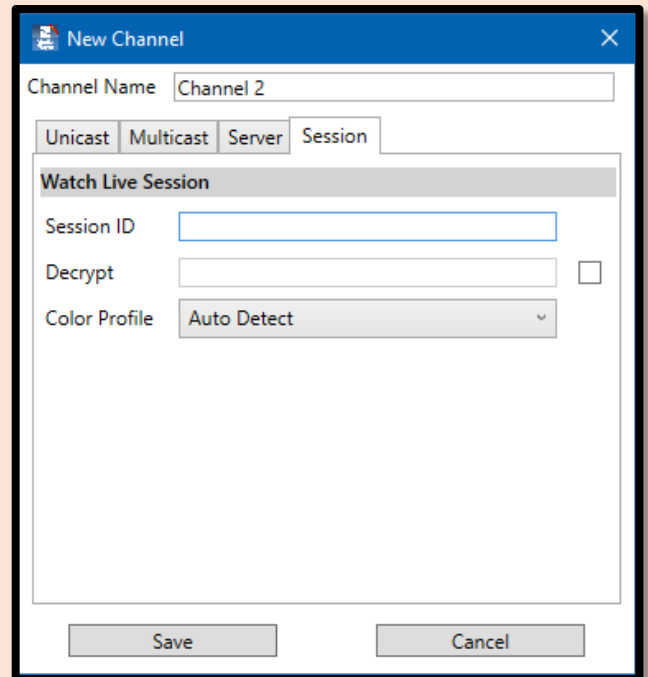 New Channel
Channel Name Channel 2
Unicast Multicast Server Session
Watch Live Session
Session ID
Decrypt
Color Profile Auto Detect
Save Cancel